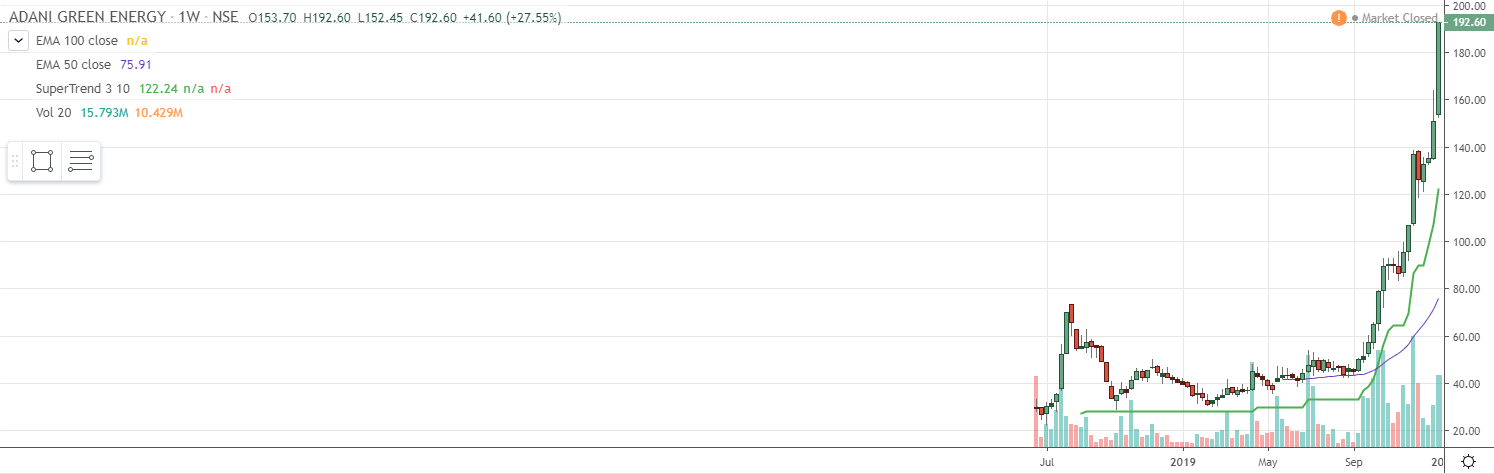 ADANI GREEN ENERGY · 1W · NSE O153.70 H192.60 L152.45 C192.60 +41.60 (+27.55%)
! Market Closed
EMA 100 close n/a
EMA 50 close 75.91
SuperTrend 3 10 122.24 n/a n/a
Vol 20 15.793M 10.429M
200.00
192.60
180.00
160.00
140.00
120.00
100.00
80.00
60.00
40.00
20.00
Jul 2019 May Sep 20